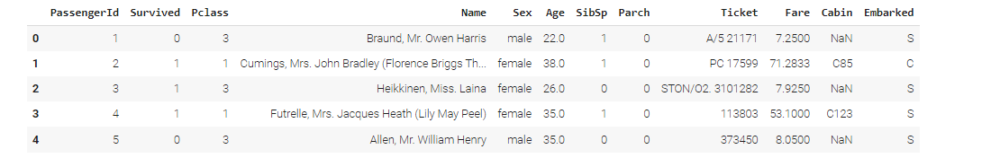 PassengerId Survived Pclass Name Sex Age SibSp Parch Ticket Fare Cabin Embarked
0 1 0 3 Braund, Mr. Owen Harris male 22.0 1 0 A/5 21171 7.2500 NaN S
1 2 1 1 Cumings, Mrs. John Bradley (Florence Briggs Th... female 38.0 1 0 PC 17599 71.2833 C85 C
2 3 1 3 Heikkinen, Miss. Laina female 26.0 0 0 STON/O2. 3101282 7.9250 NaN S
3 4 1 1 Futrelle, Mrs. Jacques Heath (Lily May Peel) female 35.0 1 0 113803 53.1000 C123 S
4 5 0 3 Allen, Mr. William Henry male 35.0 0 0 373450 8.0500 NaN S